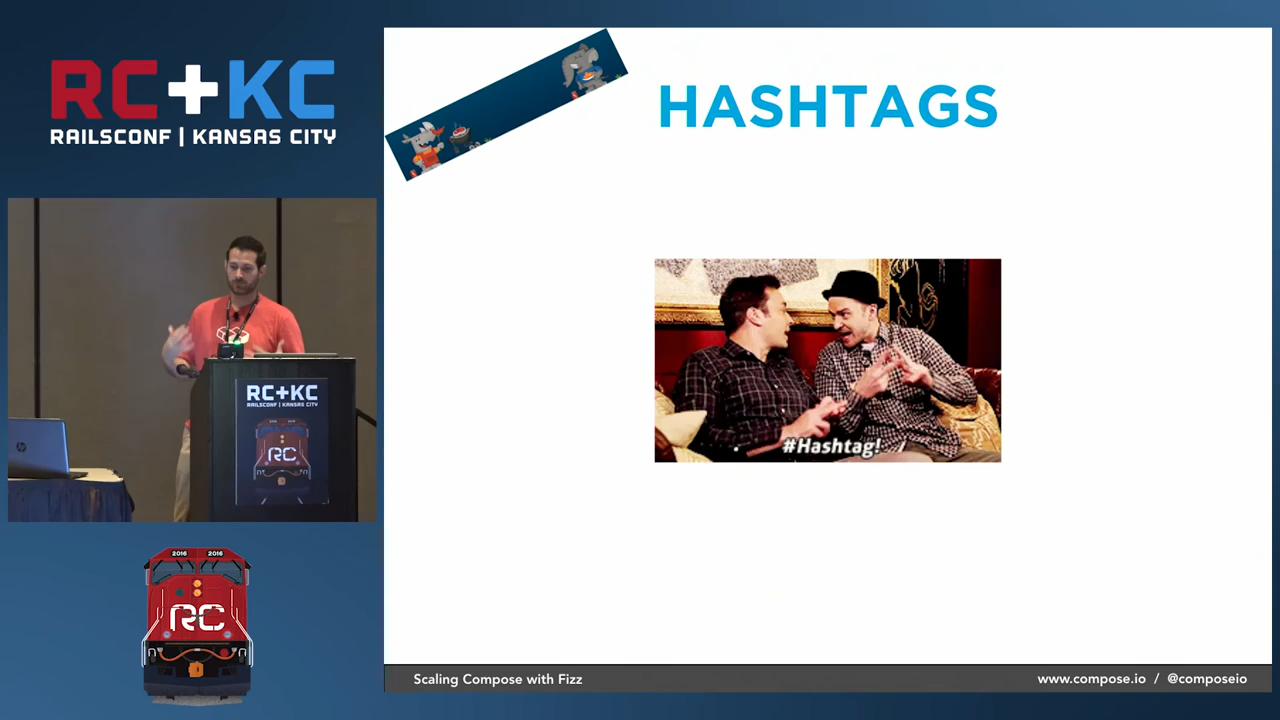 RC+KC
RAILSCONF | KANSAS CITY
HASHTAGS
#Hashtag!
RC+KC
RAILSCONF | KANSAS CITY
RC
2016 2016
RC
Scaling Compose with Fizz
www.compose.io / @composeio